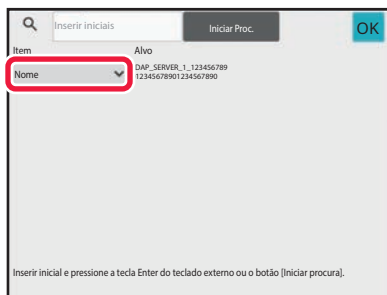 Inserir iniciais
Iniciar Proc.
OK
Item
Alvo
Nome
DAP_SERVER_1_123456789
12345678901234567890
Inserir inicial e pressione a tecla Enter do teclado externo ou o botão [Iniciar procura].